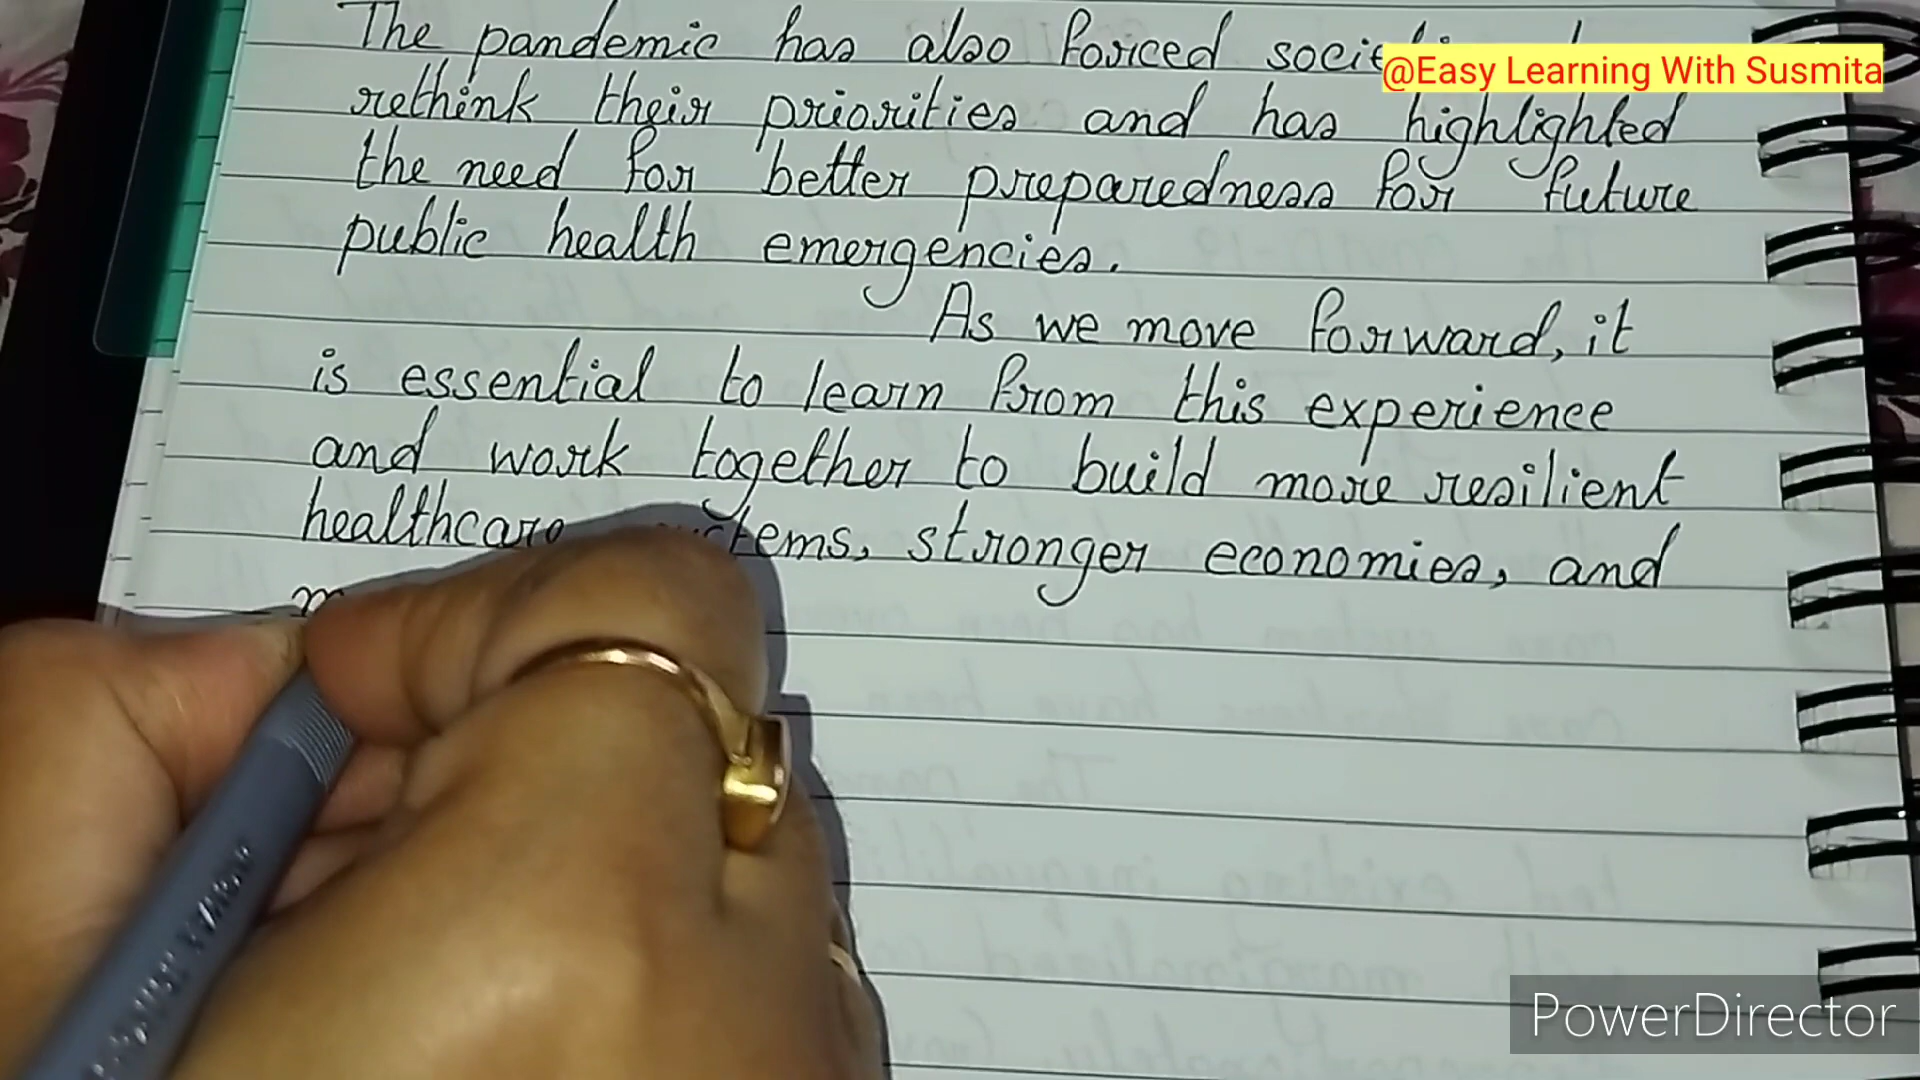 The pandemic has also forced
@Easy Learning With Susmita
rethink their priorities and has highlighted
the need for better preparedness for future
public health emergencies.
As we move forward, it
is essential to learn from this experience
and work together to build more resilient
healthcare systems, stronger economies, and
PowerDirector